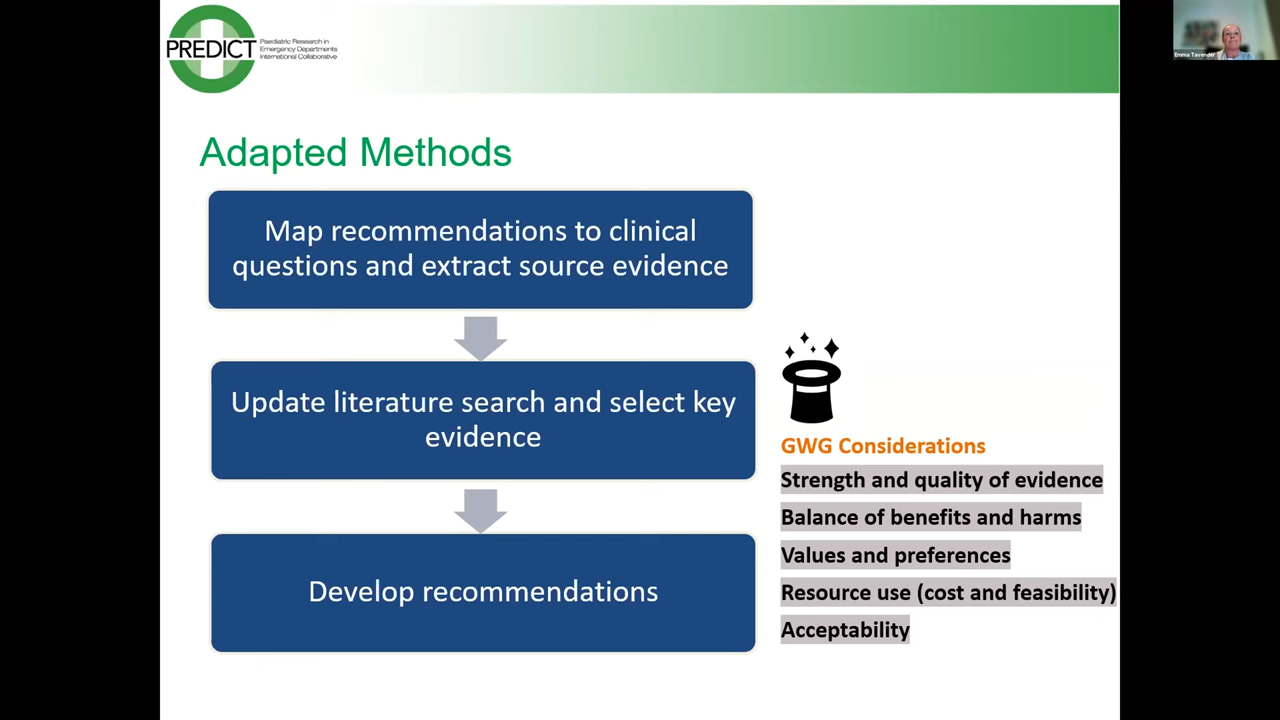 PREDICT
Paediatric Research in
Emergency Departments
International Collaborative
Emma Tavender
Adapted Methods
Map recommendations to clinical
questions and extract source evidence
Update literature search and select key
evidence
Develop recommendations
GWG Considerations
Strength and quality of evidence
Balance of benefits and harms
Values and preferences
Resource use (cost and feasibility)
Acceptability